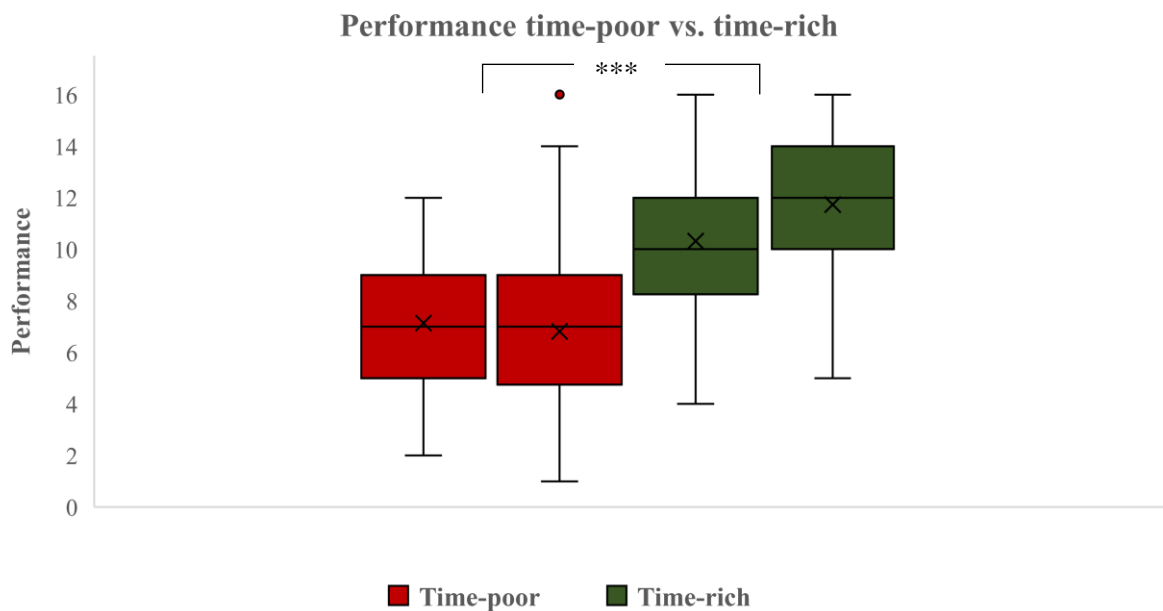 Performance time-poor vs. time-rich
***
16
14
12
10
8
6
4
2
0
Performance
Time-poor
Time-rich